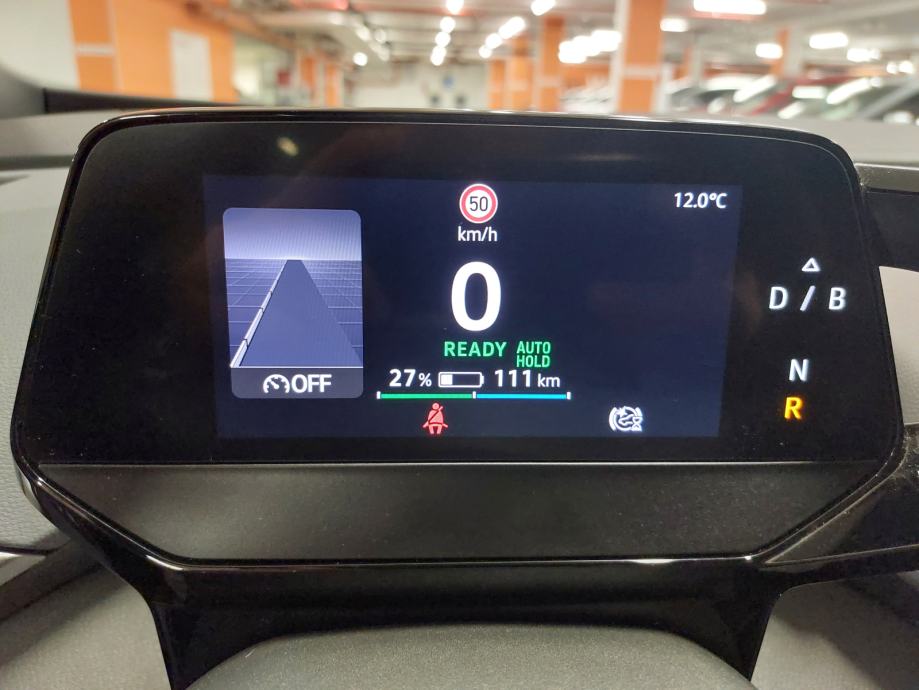 50
12.0°C
km/h
0
D / B
READY AUTO HOLD
N
OFF
27% 111 km
R